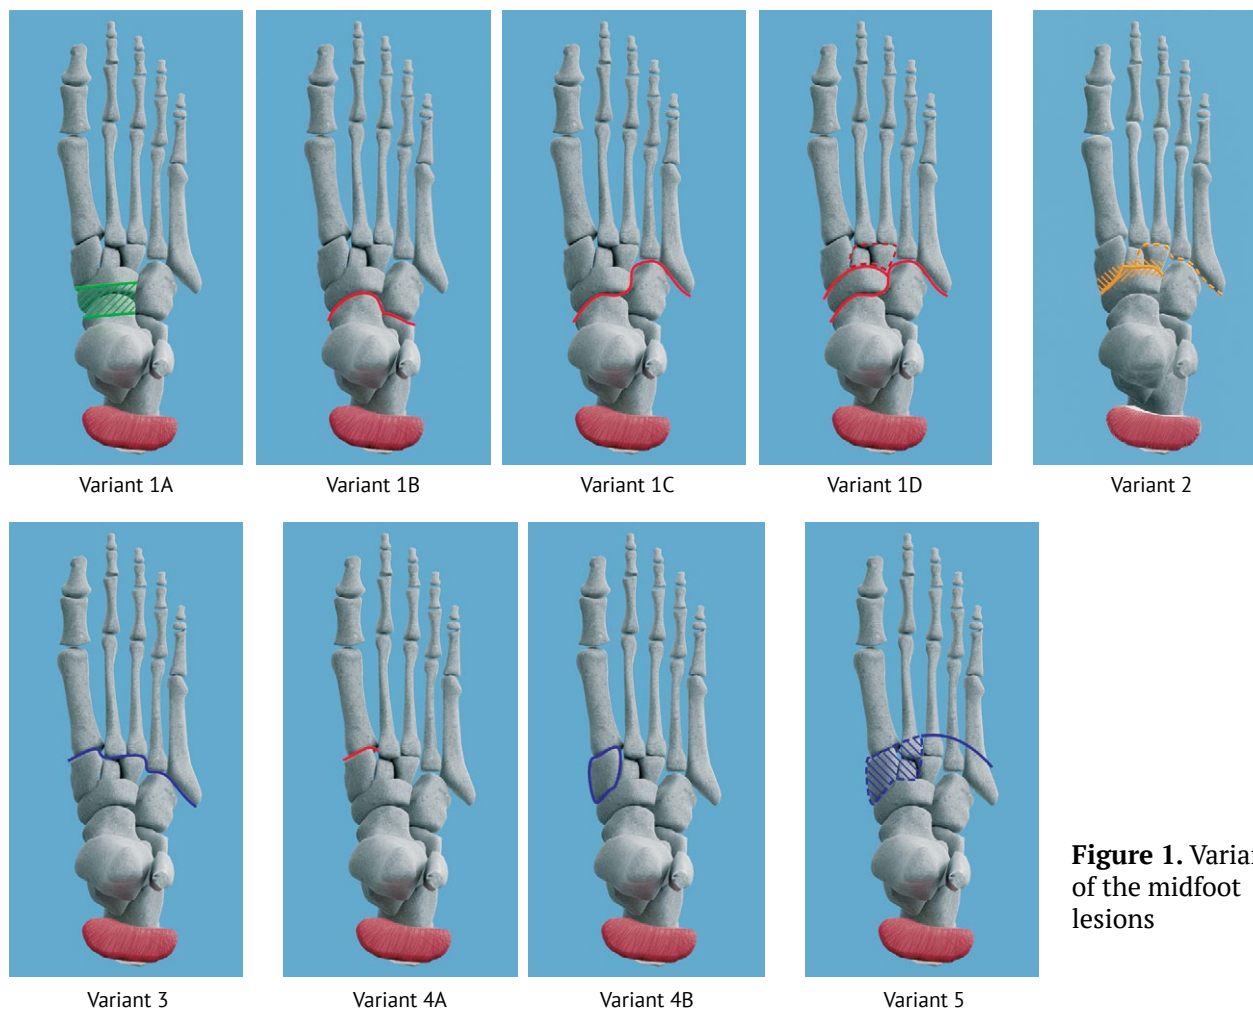 Variant 1A
Variant 1B
Variant 1C
Variant 1D
Variant 2
Variant 3
Variant 4A
Variant 4B
Variant 5
Figure 1.
of the midfoot
lesions